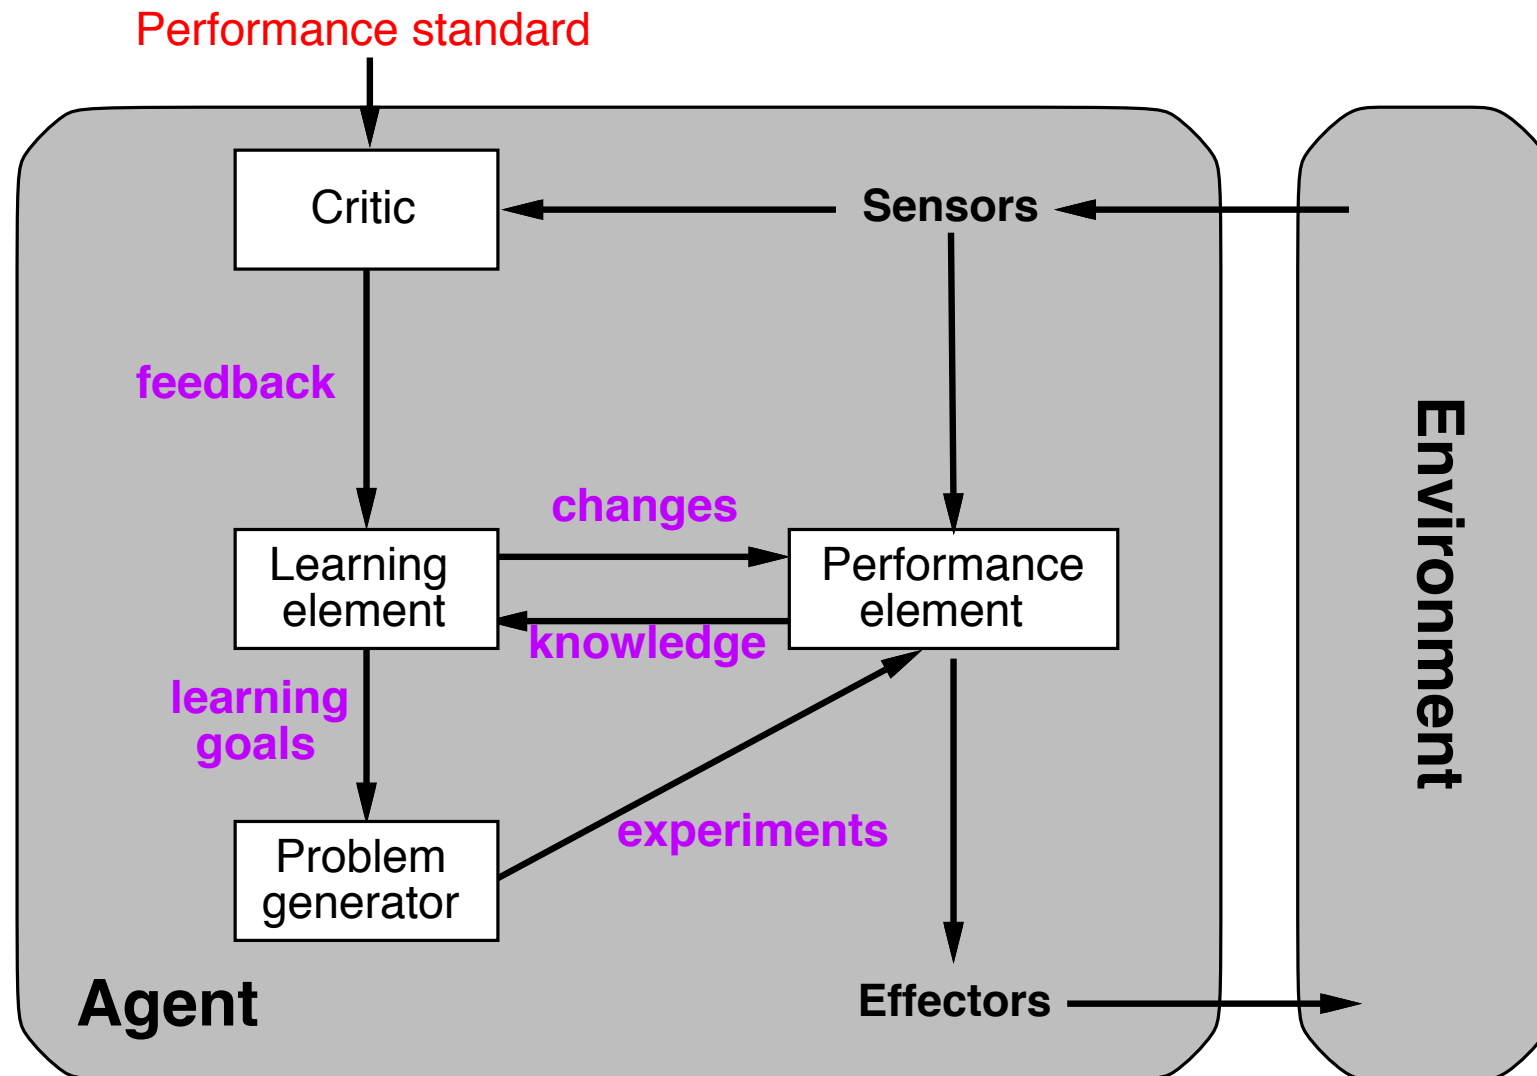 Performance standard
Critic
Sensors
feedback
changes
Learning
element
Performance
element
knowledge
learning
goals
experiments
Problem
generator
Agent
Effectors
Environment